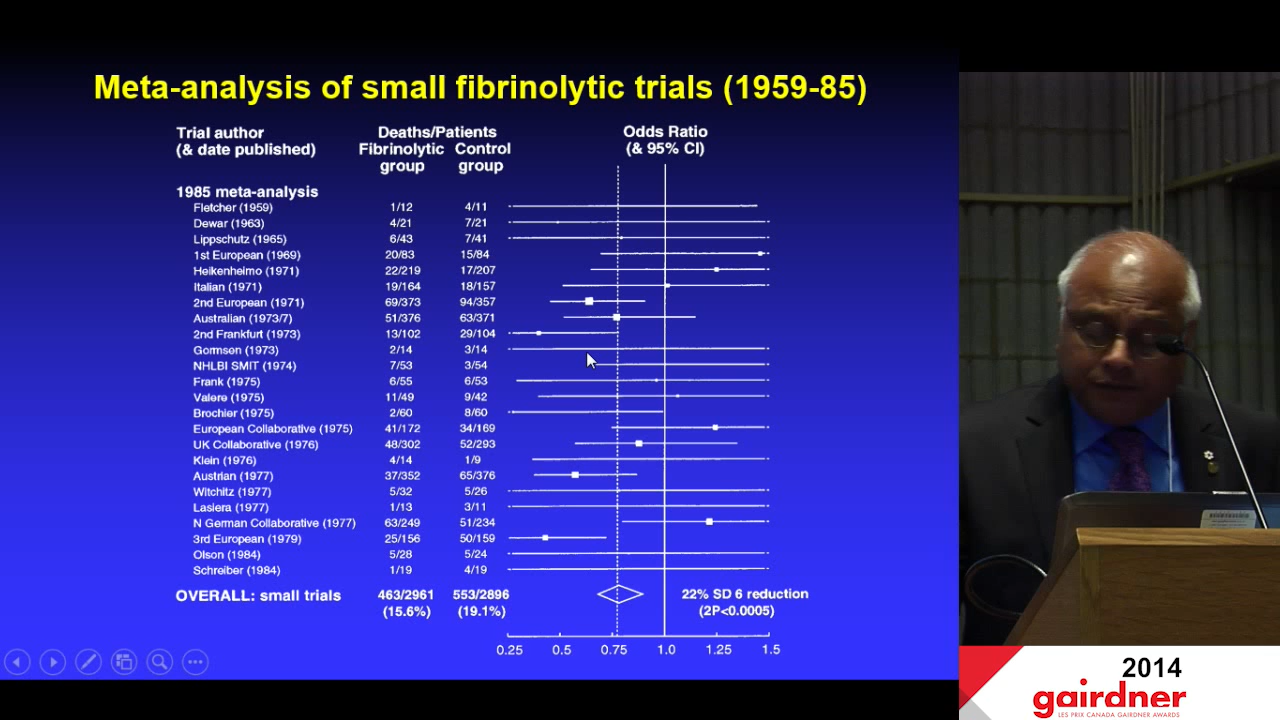 Meta-analysis of small fibrinolytic trials (1959-85)
Trial author
(& date published)
Deaths/Patients
Fibrinolytic group
Control group
Odds Ratio
(& 95% CI)
1985 meta-analysis
Fletcher (1959) 1/12 4/11
Dewar (1963) 4/21 7/21
Lippschutz (1965) 6/43 7/41
1st European (1969) 20/83 15/84
Heikenheimo (1971) 22/219 17/207
Italian (1971) 19/164 18/157
2nd European (1971) 69/373 94/357
Australian (1973/7) 51/376 63/371
2nd Frankfurt (1973) 13/102 29/104
Gormsen (1973) 2/14 3/14
NHLBI SMIT (1974) 7/53 3/54
Frank (1975) 6/55 6/53
Valere (1975) 11/49 9/42
Brochier (1975) 2/60 8/60
European Collaborative (1975) 41/172 34/169
UK Collaborative (1976) 48/302 52/293
Klein (1976) 4/14 1/9
Austrian (1977) 37/352 65/376
Witchitz (1977) 5/32 5/26
Lasiera (1977) 1/13 3/11
N German Collaborative (1977) 63/249 51/234
3rd European (1979) 25/156 50/159
Olson (1984) 5/28 5/24
Schreiber (1984) 1/19 4/19
OVERALL: small trials 463/2961 553/2896 22% SD 6 reduction
(15.6%) (19.1%) (2P<0.0005)
0.25 0.5 0.75 1.0 1.25 1.5
2014
gairdner
LES PRIX CANADA GAIRDNER AWARDS